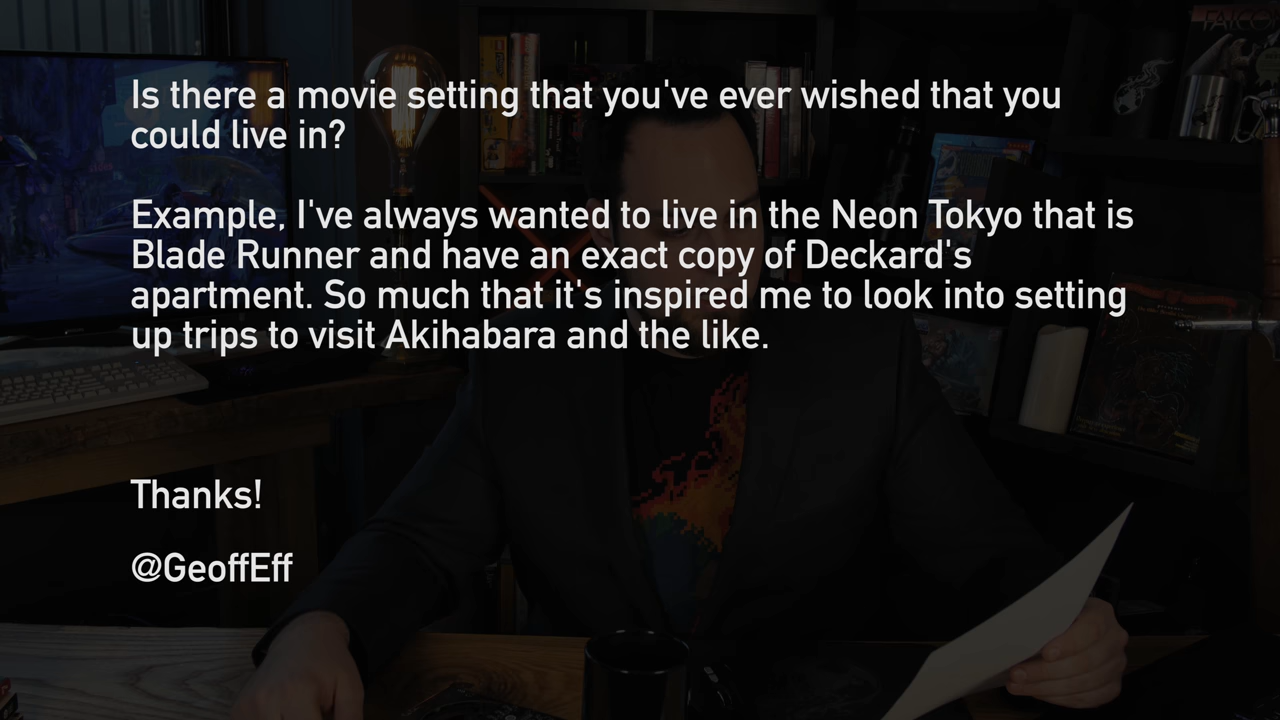 Is there a movie setting that you've ever wished that you
could live in?
Example, I've always wanted to live in the Neon Tokyo that is
Blade Runner and have an exact copy of Deckard's
apartment. So much that it's inspired me to look into setting
up trips to visit Akihabara and the like.
Thanks!
@GeoffEff